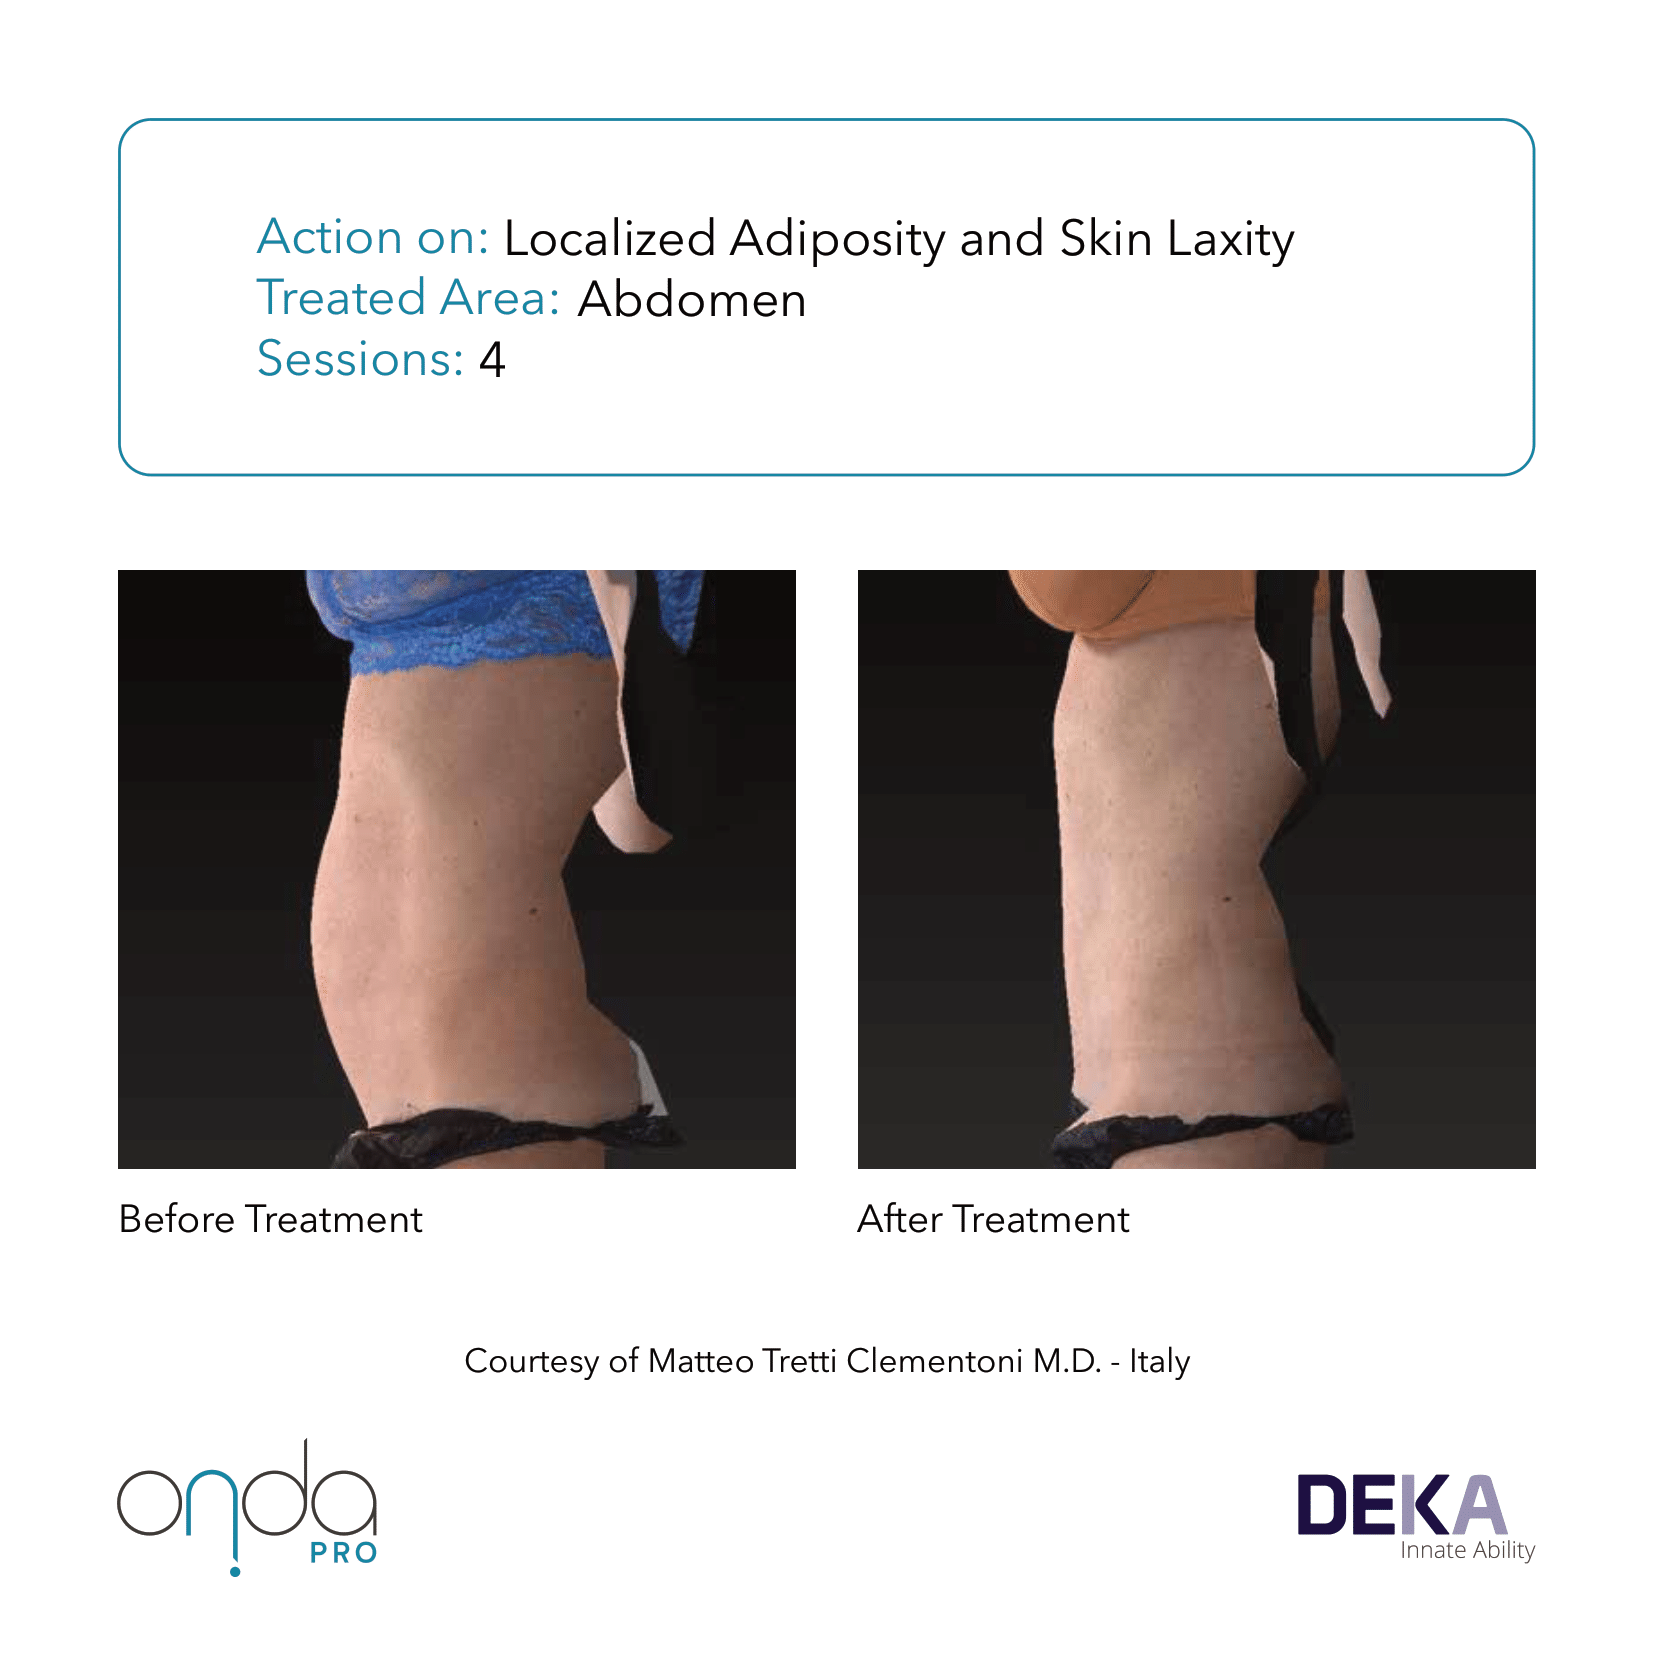 Action on: Localized Adiposity and Skin Laxity
Treated Area: Abdomen
Sessions: 4
Before Treatment
After Treatment
Courtesy of Matteo Tretti Clementoni M.D. - Italy
onda
PRO
DEKA
Innate Ability